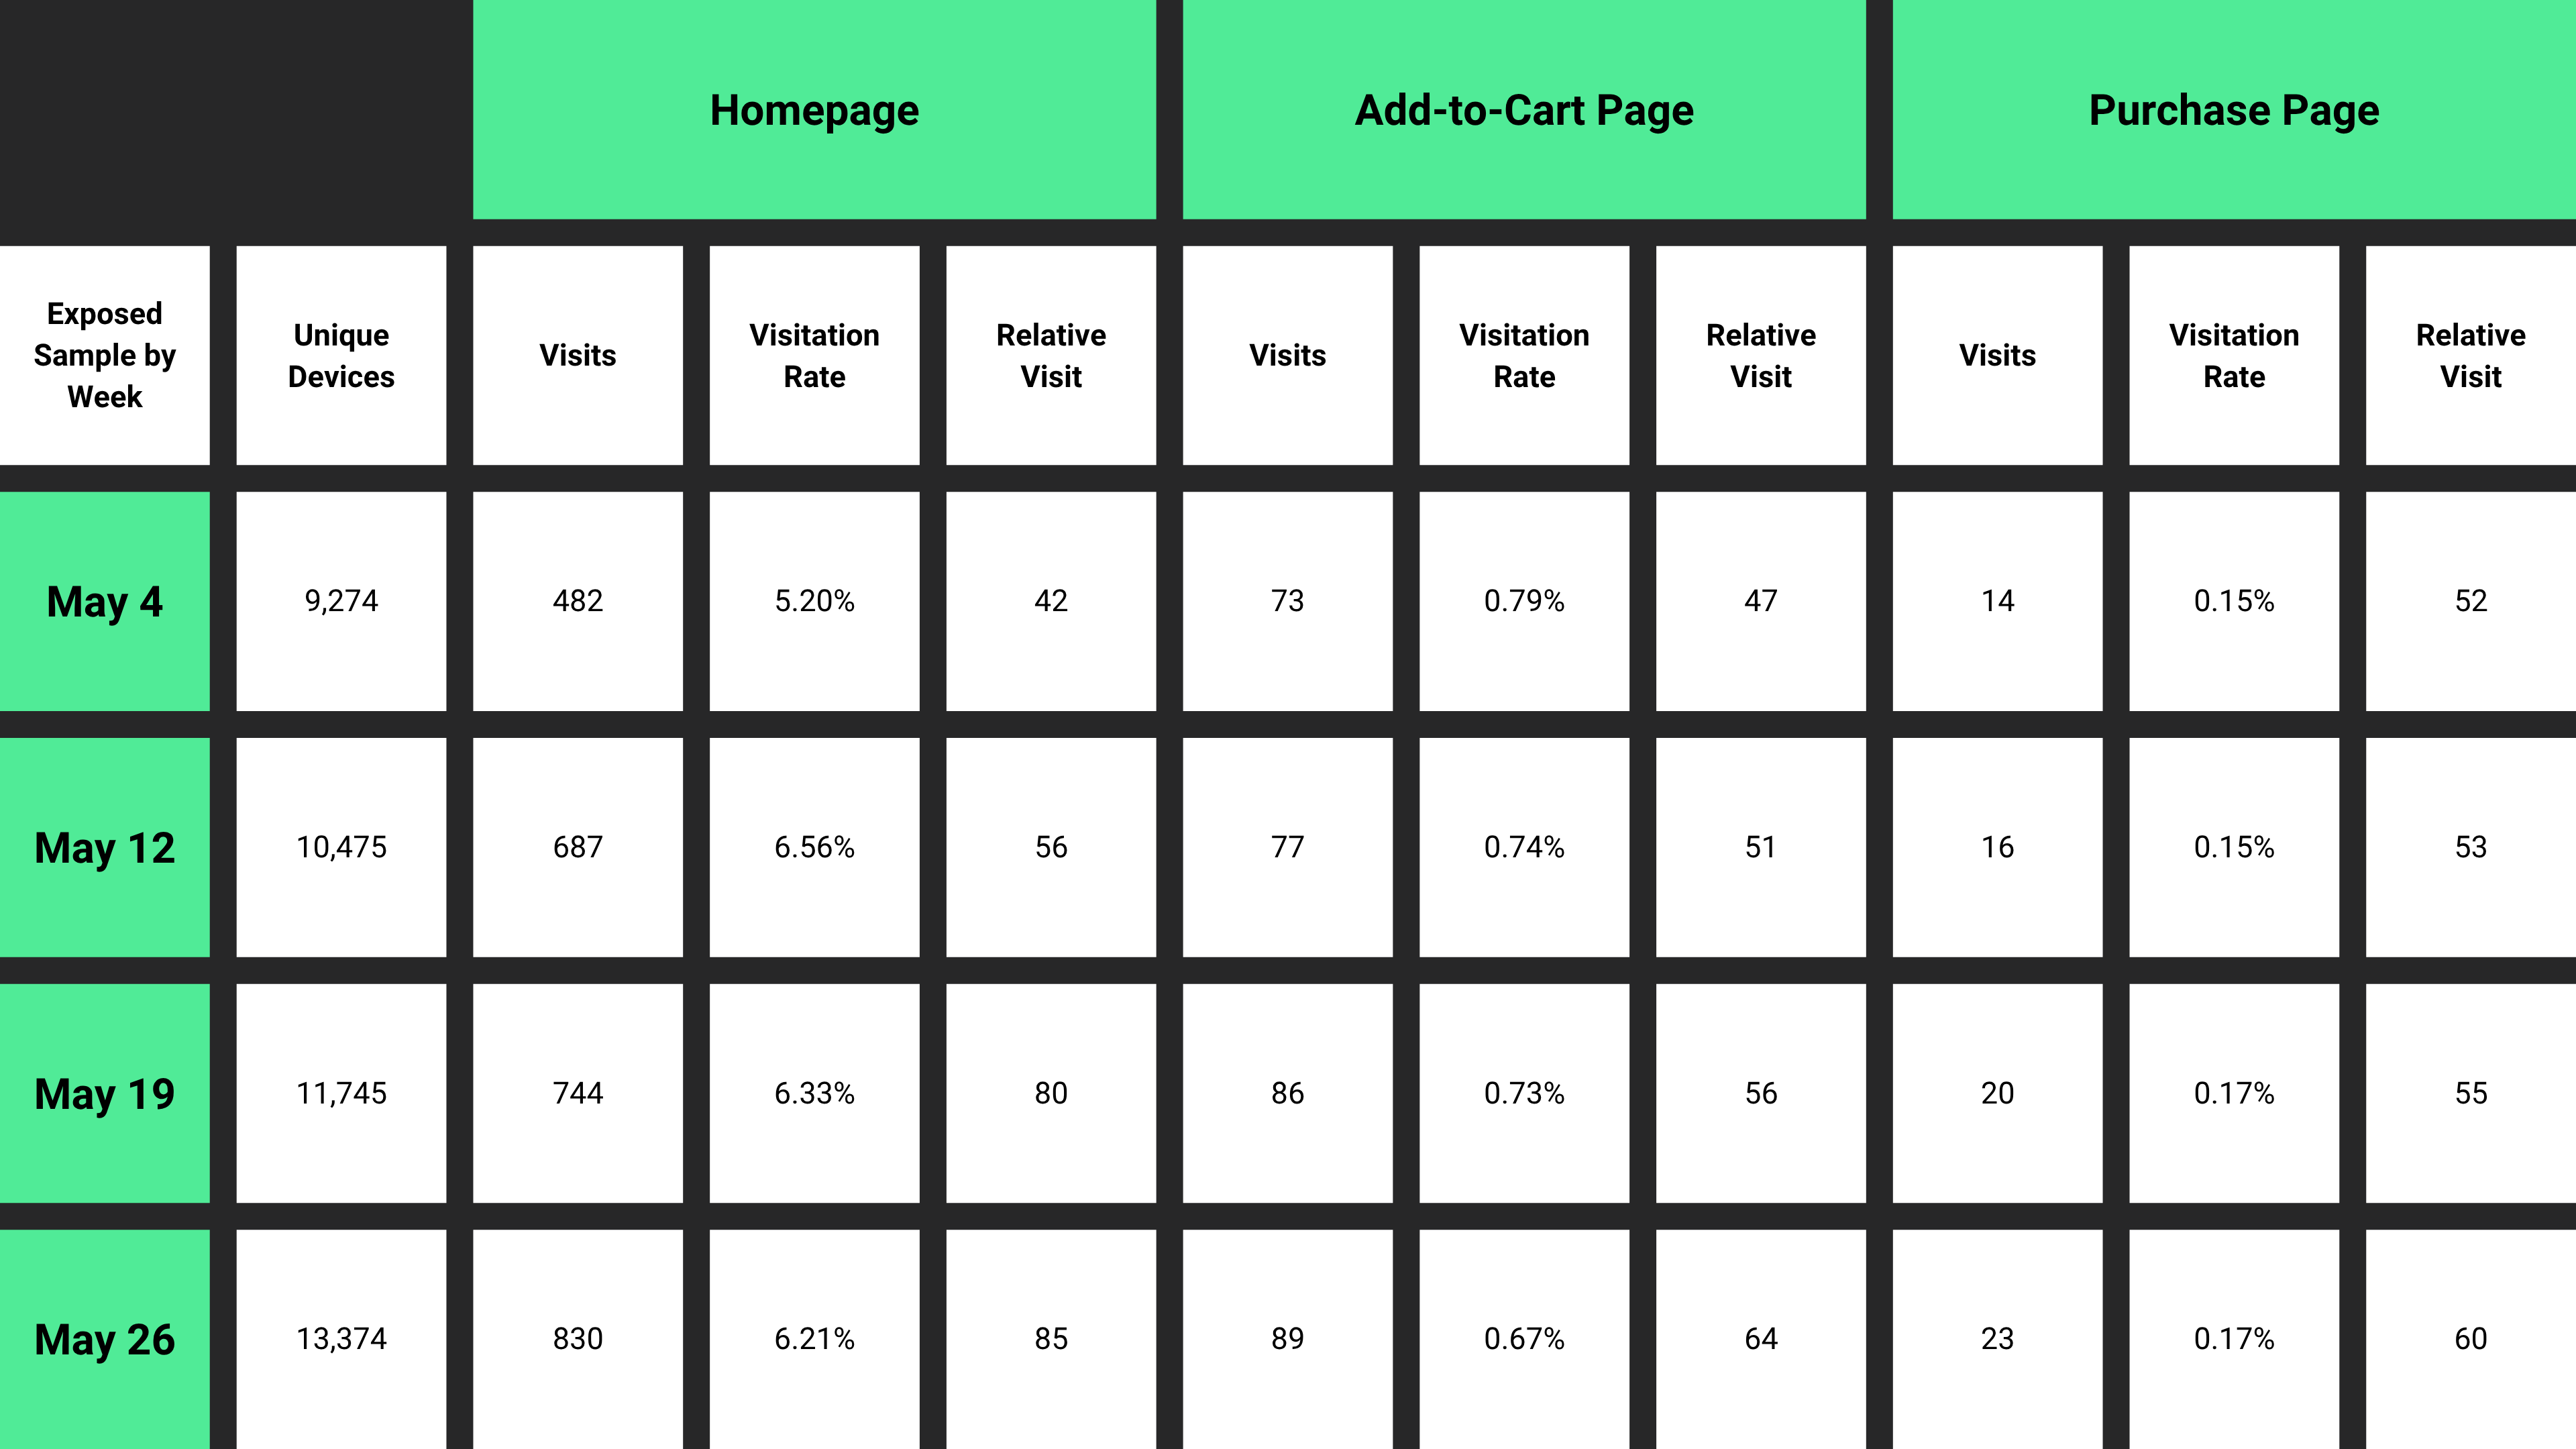 Homepage Add-to-Cart Page Purchase Page
Exposed Sample by Week Unique Devices Visits Visitation Rate Relative Visit Visits Visitation Rate Relative Visit Visits Visitation Rate Relative Visit
May 4 9,274 482 5.20% 42 73 0.79% 47 14 0.15% 52
May 12 10,475 687 6.56% 56 77 0.74% 51 16 0.15% 53
May 19 11,745 744 6.33% 80 86 0.73% 56 20 0.17% 55
May 26 13,374 830 6.21% 85 89 0.67% 64 23 0.17% 60